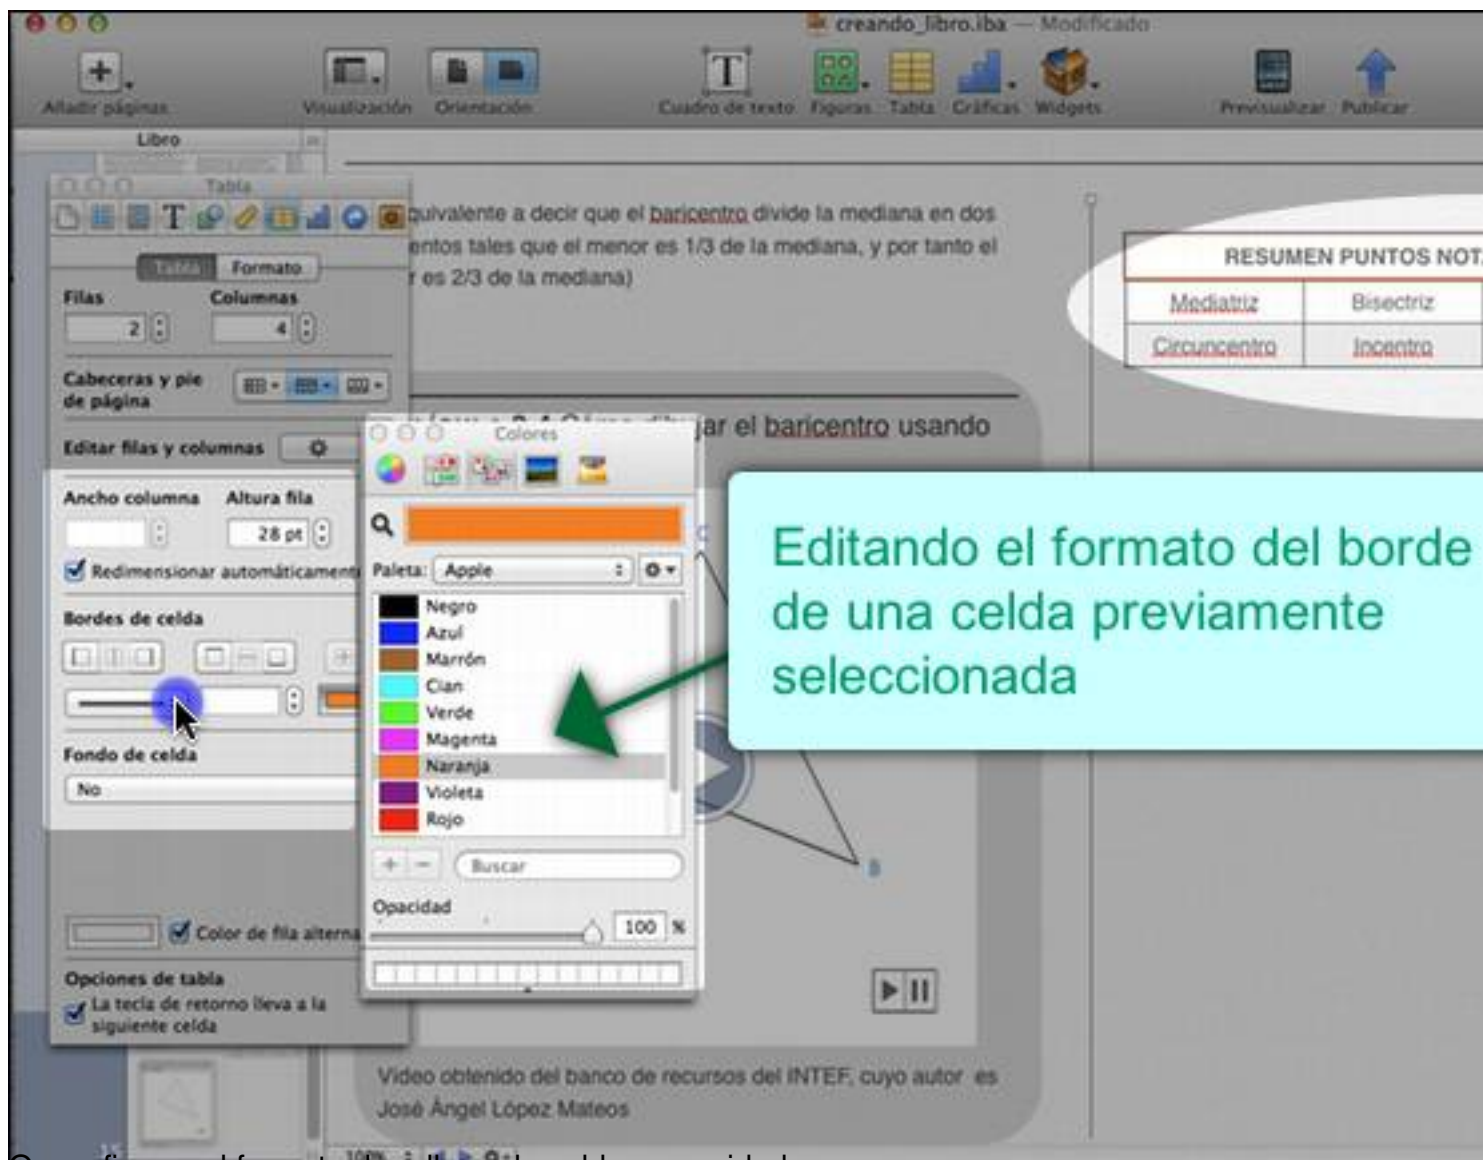 creando_libro.iba — Modificado
Añadir páginas
Visualización
Orientación
Cuadro de texto
Figuras
Tabla
Gráficas
Widgets
Previsualizar
Publicar
Libro
Tabla
Tabla
Formato
Filas
Columnas
2
4
Cabeceras y pie
de página
Editar filas y columnas
Ancho columna
Altura fila
28 pt
Redimensionar automáticamente
Bordes de celda
Fondo de celda
No
Color de fila alterna
Opciones de tabla
La tecla de retorno lleva a la
siguiente celda
quivalente a decir que el baricentro divide la mediana en dos
entos tales que el menor es 1/3 de la mediana, y por tanto el
r es 2/3 de la mediana)
jar el baricentro usando
Colores
Paleta:
Apple
Negro
Azul
Marrón
Cian
Verde
Magenta
Naranja
Violeta
Rojo
Buscar
Opacidad
100 %
C
B
RESUMEN PUNTOS NOT
Mediatriz
Bisectriz
Circuncentro
Incentro
Editando el formato del borde
de una celda previamente
seleccionada
Video obtenido del banco de recursos del INTEF, cuyo autor es
José Ángel López Mateos
15
100%